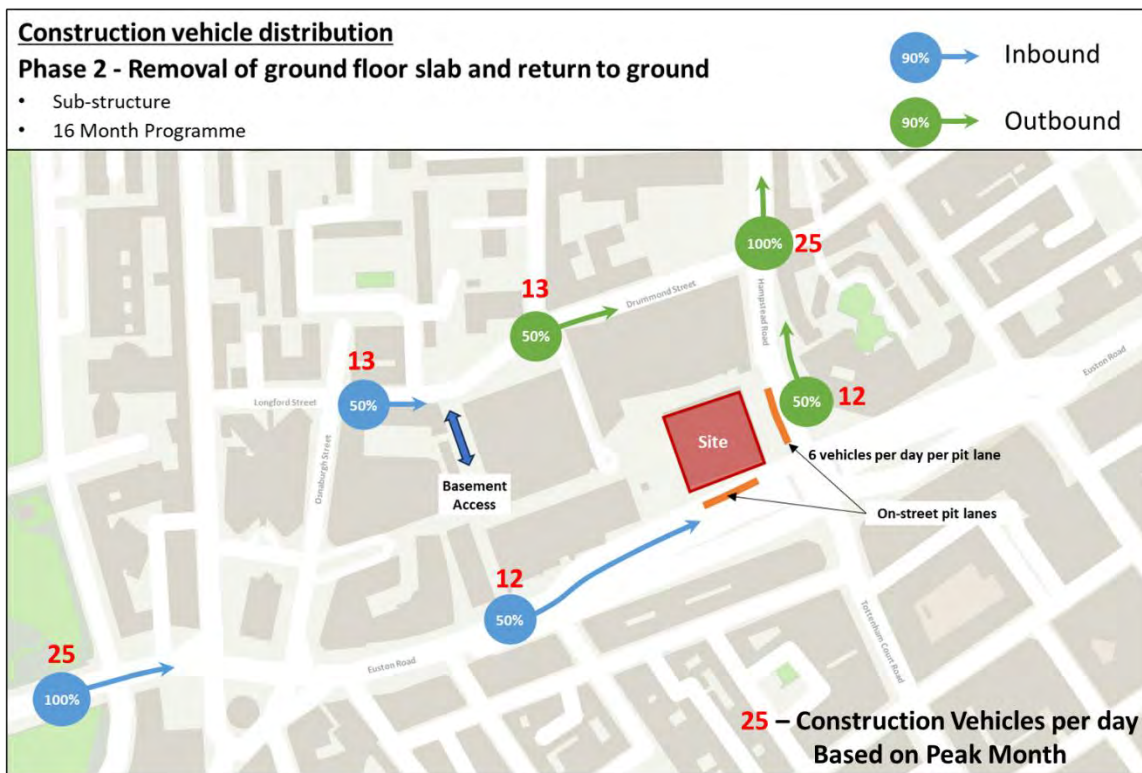 Construction vehicle distribution
Phase 2 - Removal of ground floor slab and return to ground
• Sub-structure
• 16 Month Programme
90%
Inbound
90%
Outbound
100%
25
13
50%
Drummond Street
Hampstead Road
13
50%
Longford Street
Osnaburgh Street
Basement
Access
50%
12
Euston Road
Site
6 vehicles per day per pit lane
On-street pit lanes
12
50%
Euston Road
Tottenham Court Road
25
100%
25 – Construction Vehicles per day
Based on Peak Month